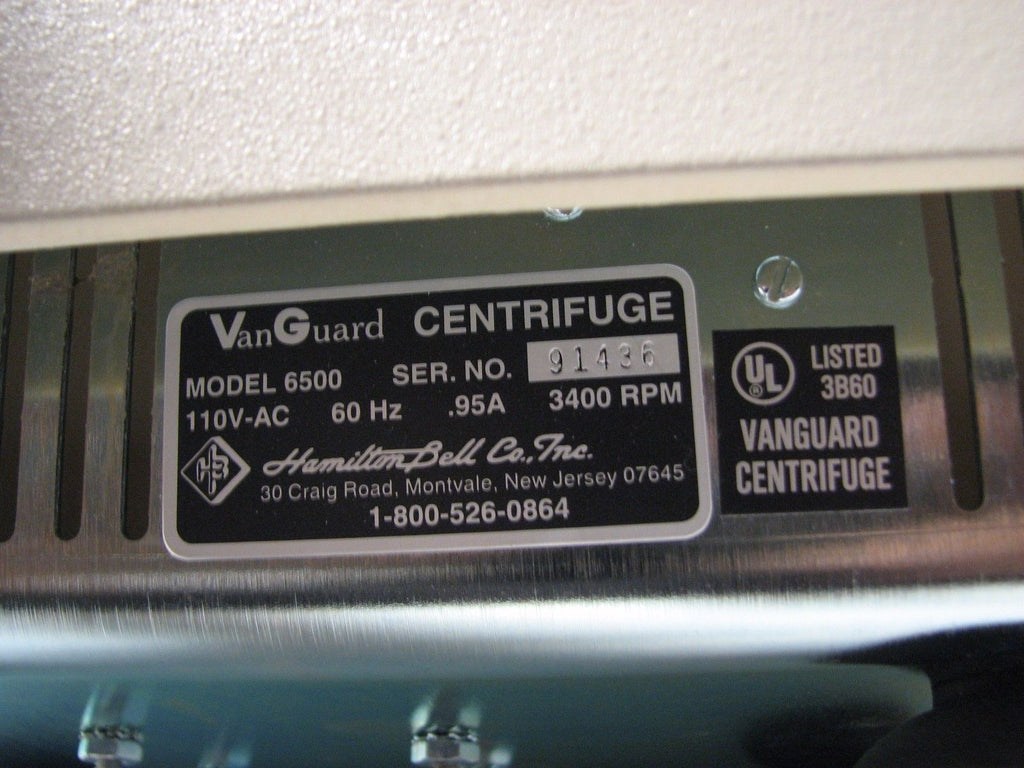 VanGuard CENTRIFUGE
MODEL 6500 SER. NO. 91436
110V-AC 60 Hz .95A 3400 RPM
Hamilton Bell Co., Inc.
30 Craig Road, Montvale, New Jersey 07645
1-800-526-0864
UL LISTED
3B60
VANGUARD
CENTRIFUGE